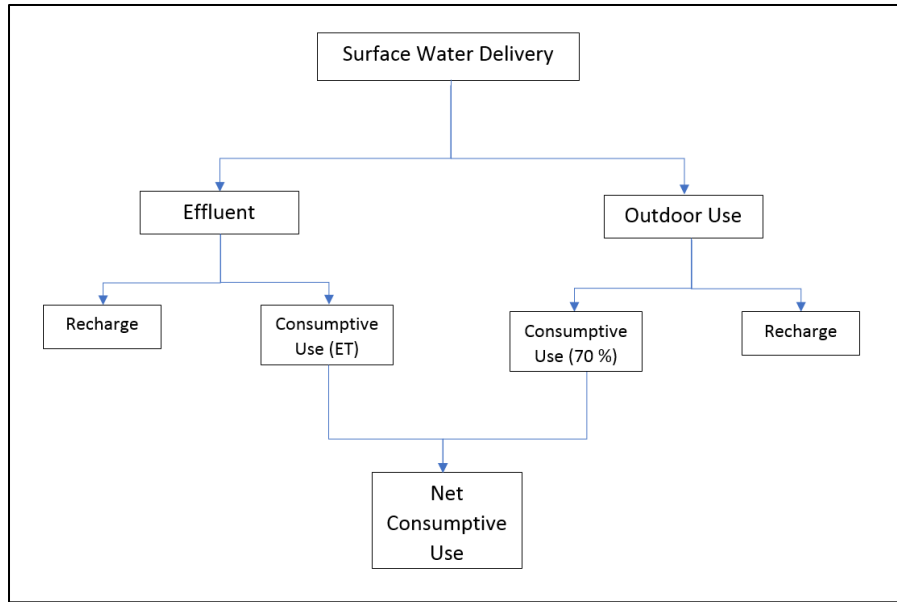 Surface Water Delivery
Effluent
Outdoor Use
Recharge
Consumptive
Use (ET)
Consumptive
Use (70 %)
Recharge
Net
Consumptive
Use